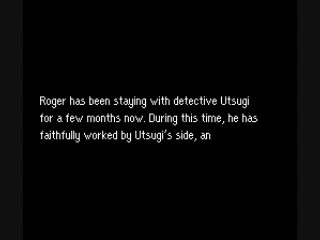 Roger has been staying with detective Utsugi
for a few months now. During this time, he has
faithfully worked by Utsugi's side, an